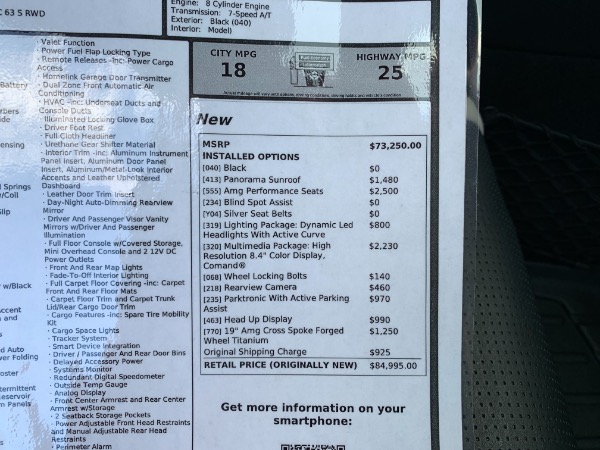 C 63 S RWD
Engine: 8 Cylinder Engine
Transmission: 7-Speed A/T
Exterior: Black (040)
Interior: Model)
- Valet Function
- Power Fuel Flap Locking Type
- Remote Releases -Inc: Power Cargo
Access
- Homelink Garage Door Transmitter
- Dual Zone Front Automatic Air
Conditioning
- HVAC -inc: Underseat Ducts and
Console Ducts
- Illuminated Locking Glove Box
- Driver Foot Rest
- Full Cloth Headliner
- Urethane Gear Shifter Material
- Interior Trim -inc: Aluminum Instrument
Panel Insert, Aluminum Door Panel
Insert, Aluminum/Metal-Look Interior
Accents and Leather Upholstered
Dashboard
- Leather Door Trim Insert
- Day-Night Auto-Dimming Rearview
Mirror
- Driver And Passenger Visor Vanity
Mirrors w/Driver And Passenger
Illumination
- Full Floor Console w/Covered Storage,
Mini Overhead Console and 2 12V DC
Power Outlets
- Front And Rear Map Lights
- Fade-To-Off Interior Lighting
- Full Carpet Floor Covering -inc: Carpet
Front And Rear Floor Mats
- Carpet Floor Trim and Carpet Trunk
Lid/Rear Cargo Door Trim
- Cargo Features -inc: Spare Tire Mobility
Kit
- Cargo Space Lights
- Tracker System
- Smart Device Integration
- Driver / Passenger And Rear Door Bins
- Delayed Accessory Power
- Systems Monitor
- Redundant Digital Speedometer
- Outside Temp Gauge
- Analog Display
- Front Center Armrest and Rear Center
Armrest w/Storage
- 2 Seatback Storage Pockets
- Power Adjustable Front Head Restraints
and Manual Adjustable Rear Head
Restraints
- Perimeter Alarm
Battery
ensing
Springs
/Coil
Slip
w/Black
Accent
and
d Auto
wer Folding
termittent
eservoir
m Panels
CITY MPG
18
HIGHWAY MPG
25
New
MSRP $73,250.00
INSTALLED OPTIONS
[040] Black $0
[413] Panorama Sunroof $1,480
[555] Amg Performance Seats $2,500
[234] Blind Spot Assist $0
[Y04] Silver Seat Belts $0
[319] Lighting Package: Dynamic Led $800
Headlights With Active Curve
[320] Multimedia Package: High $2,230
Resolution 8.4" Color Display,
Comand®
[068] Wheel Locking Bolts $140
[218] Rearview Camera $460
[235] Parktronic With Active Parking $970
Assist
[463] Head Up Display $990
[770] 19" Amg Cross Spoke Forged $1,250
Wheel Titanium
Original Shipping Charge $925
RETAIL PRICE (ORIGINALLY NEW) $84,995.00
Get more information on your
smartphone: